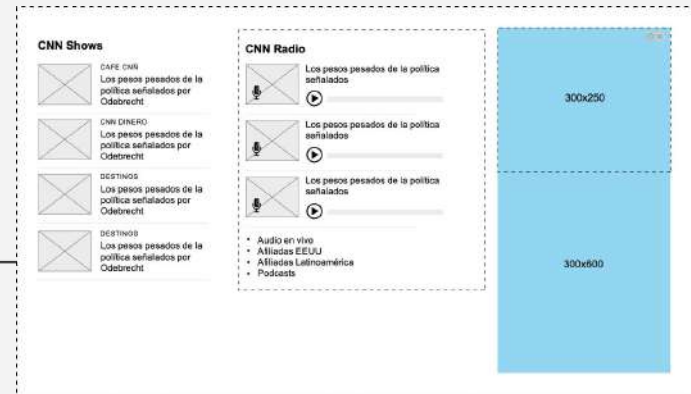 CNN Shows
CAFE CNN
Los pesos pesados de la
política señalados por
Odebrecht
CNN DINERO
Los pesos pesados de la
política señalados por
Odebrecht
DESTINOS
Los pesos pesados de la
política señalados por
Odebrecht
DESTINOS
Los pesos pesados de la
política señalados por
Odebrecht
CNN Radio
Los pesos pesados de la política
señalados
Los pesos pesados de la política
señalados
Los pesos pesados de la política
señalados
• Audio en vivo
• Afiliadas EEUU
• Afiliadas Latinoamérica
• Podcasts
300x250
300x600